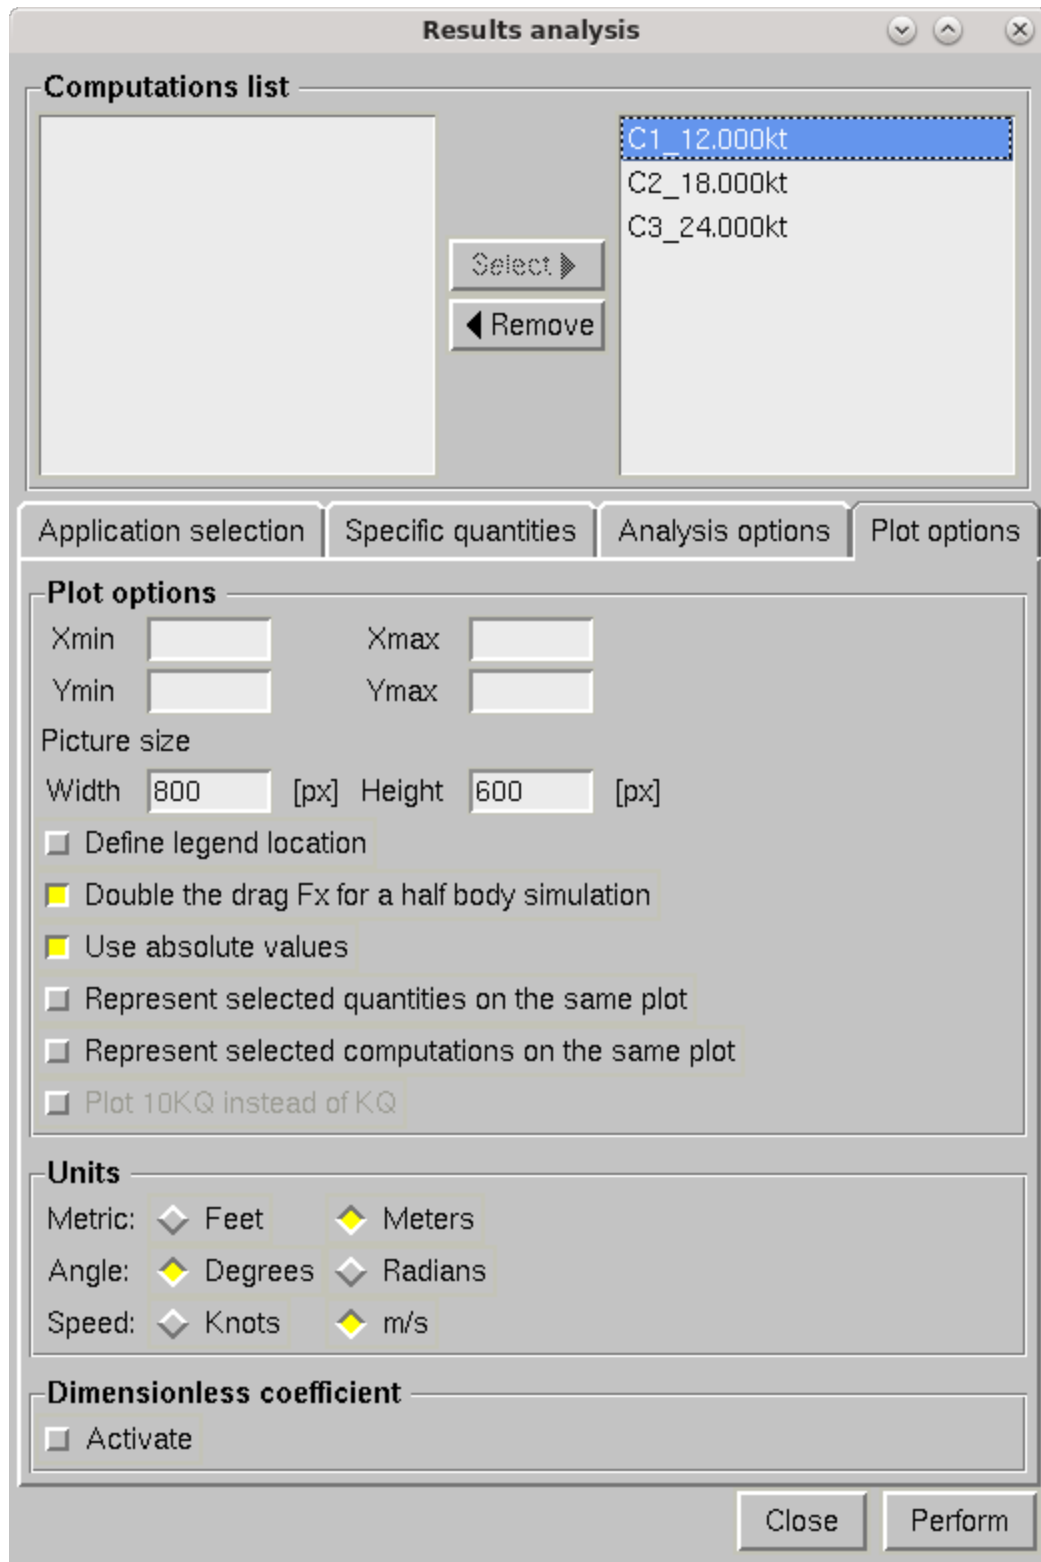 Results analysis
Computations list
C1_12.000kt
C2_18.000kt
C3_24.000kt
Select
Remove
Application selection Specific quantities Analysis options Plot options
Plot options
Xmin Xmax
Ymin Ymax
Picture size
Width 800 [px] Height 600 [px]
Define legend location
Double the drag Fx for a half body simulation
Use absolute values
Represent selected quantities on the same plot
Represent selected computations on the same plot
Plot 10KQ instead of KQ
Units
Metric: Feet Meters
Angle: Degrees Radians
Speed: Knots m/s
Dimensionless coefficient
Activate
Close Perform